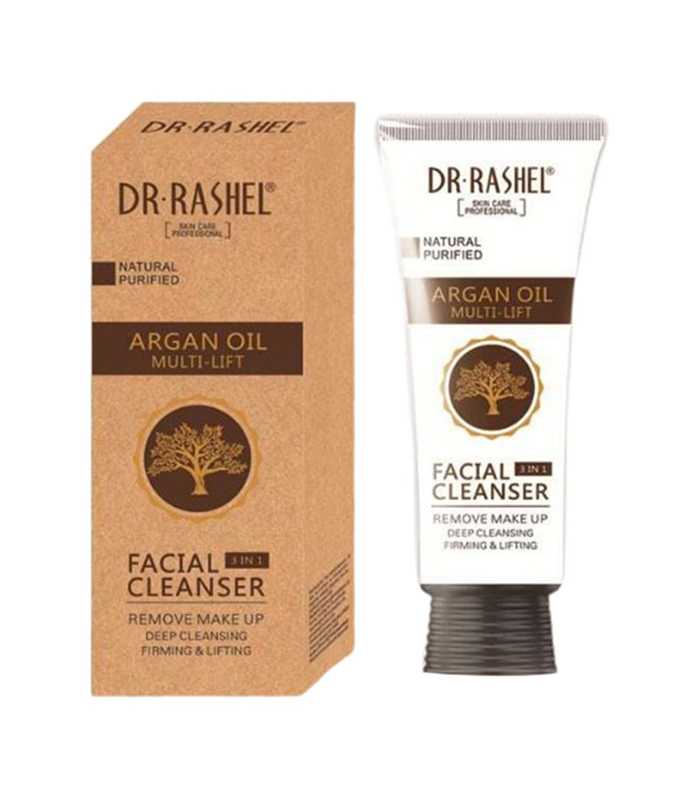 DR·RASHEL®
DR·RASHEL®
[ SKIN CARE
PROFESSIONAL ]
NATURAL
PURIFIED
ARGAN OIL
MULTI-LIFT
FACIAL 3 IN 1
CLEANSER
REMOVE MAKE UP
DEEP CLEANSING
FIRMING & LIFTING
DR·RASHEL®
[ SKIN CARE
PROFESSIONAL ]
NATURAL
PURIFIED
ARGAN OIL
MULTI-LIFT
FACIAL 3 IN 1
CLEANSER
REMOVE MAKE UP
DEEP CLEANSING
FIRMING & LIFTING